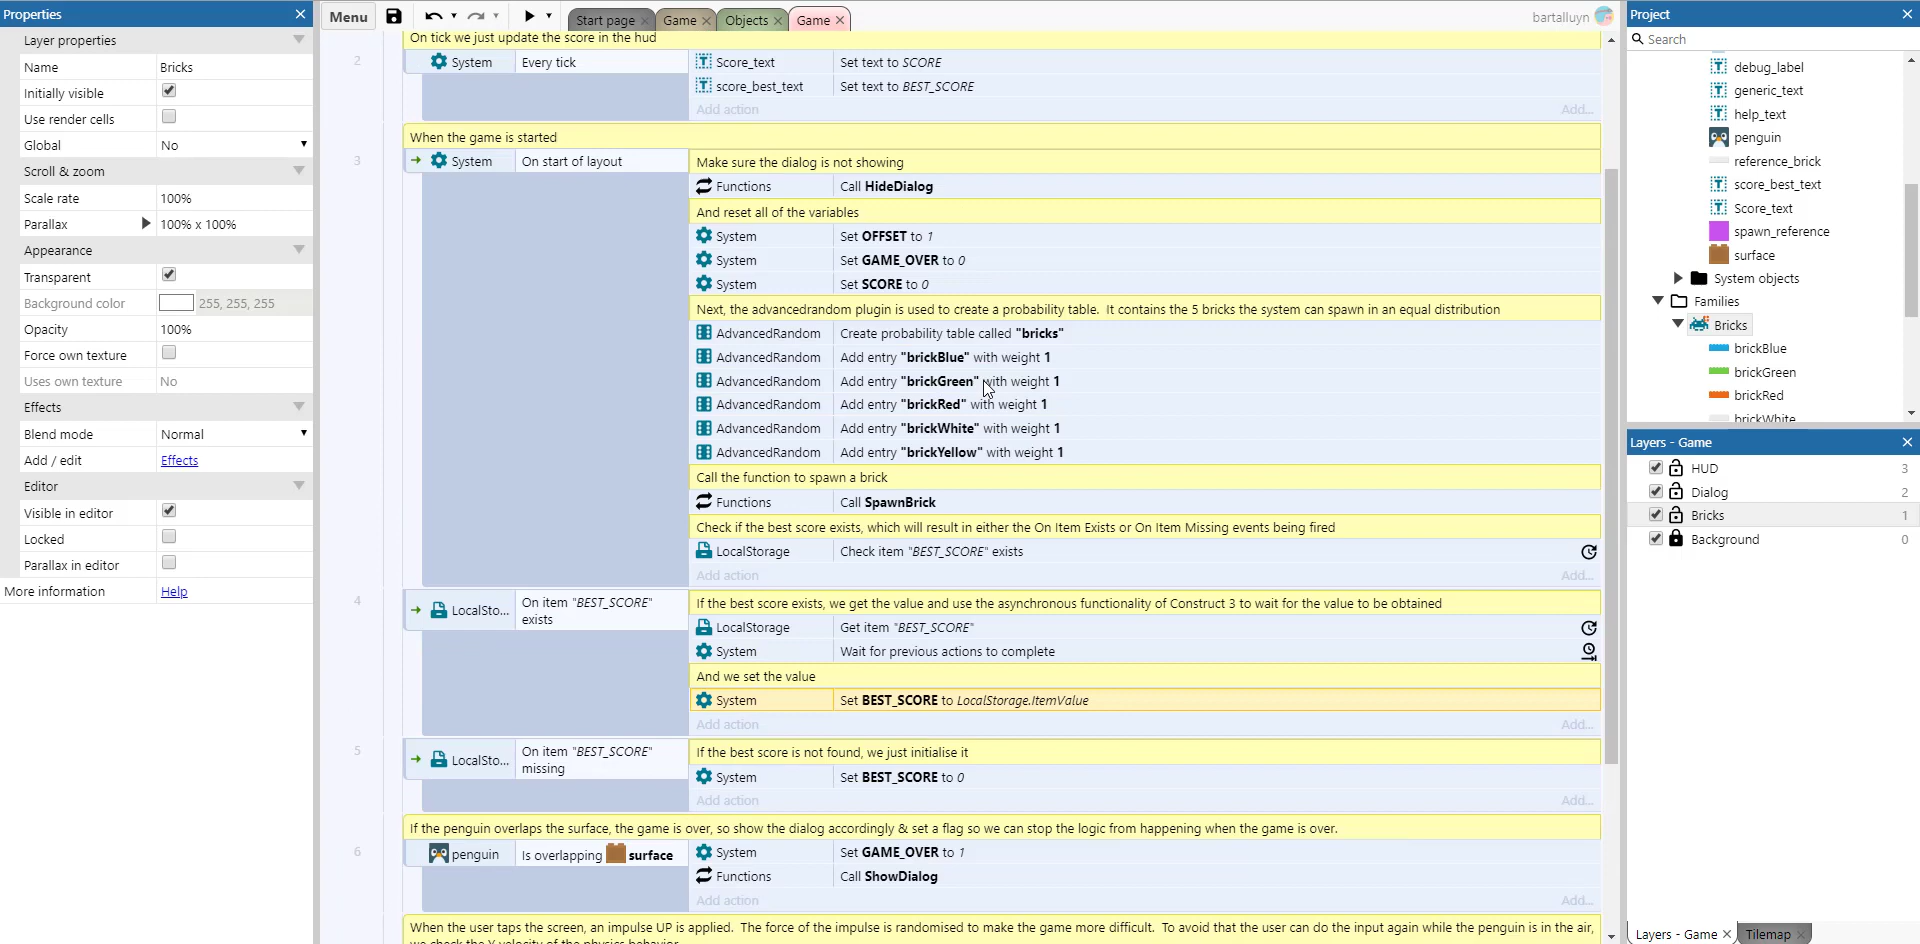 Properties
Layer properties
Name Bricks
Initially visible
Use render cells
Global No
Scroll & zoom
Scale rate 100%
Parallax 100% x 100%
Appearance
Transparent
Background color 255, 255, 255
Opacity 100%
Force own texture
Uses own texture No
Effects
Blend mode Normal
Add / edit Effects
Editor
Visible in editor
Locked
Parallax in editor
More information Help
Menu
Start page
Game
Objects
Game
bartalluyn
On tick we just update the score in the hud
2 System Every tick Score_text Set text to SCORE
score_best_text Set text to BEST_SCORE
Add action Add...
When the game is started
3 System On start of layout Make sure the dialog is not showing
Functions Call HideDialog
And reset all of the variables
System Set OFFSET to 1
System Set GAME_OVER to 0
System Set SCORE to 0
Next, the advancedrandom plugin is used to create a probability table. It contains the 5 bricks the system can spawn in an equal distribution
AdvancedRandom Create probability table called "bricks"
AdvancedRandom Add entry "brickBlue" with weight 1
AdvancedRandom Add entry "brickGreen" with weight 1
AdvancedRandom Add entry "brickRed" with weight 1
AdvancedRandom Add entry "brickWhite" with weight 1
AdvancedRandom Add entry "brickYellow" with weight 1
Call the function to spawn a brick
Functions Call SpawnBrick
Check if the best score exists, which will result in either the On Item Exists or On Item Missing events being fired
LocalStorage Check item "BEST_SCORE" exists
Add action Add...
4 LocalSto... On item "BEST_SCORE" exists If the best score exists, we get the value and use the asynchronous functionality of Construct 3 to wait for the value to be obtained
LocalStorage Get item "BEST_SCORE"
System Wait for previous actions to complete
And we set the value
System Set BEST_SCORE to LocalStorage.ItemValue
Add action Add...
5 LocalSto... On item "BEST_SCORE" missing If the best score is not found, we just initialise it
System Set BEST_SCORE to 0
Add action Add...
If the penguin overlaps the surface, the game is over, so show the dialog accordingly & set a flag so we can stop the logic from happening when the game is over.
6 penguin Is overlapping surface System Set GAME_OVER to 1
Functions Call ShowDialog
Add action Add...
When the user taps the screen, an impulse UP is applied. The force of the impulse is randomised to make the game more difficult. To avoid that the user can do the input again while the penguin is in the air,
we check the Y velocity of the physics behavior.
Project
Search
debug_label
generic_text
help_text
penguin
reference_brick
score_best_text
Score_text
spawn_reference
surface
System objects
Families
Bricks
brickBlue
brickGreen
brickRed
brickWhite
Layers - Game
HUD 3
Dialog 2
Bricks 1
Background 0
Layers - Game
Tilemap